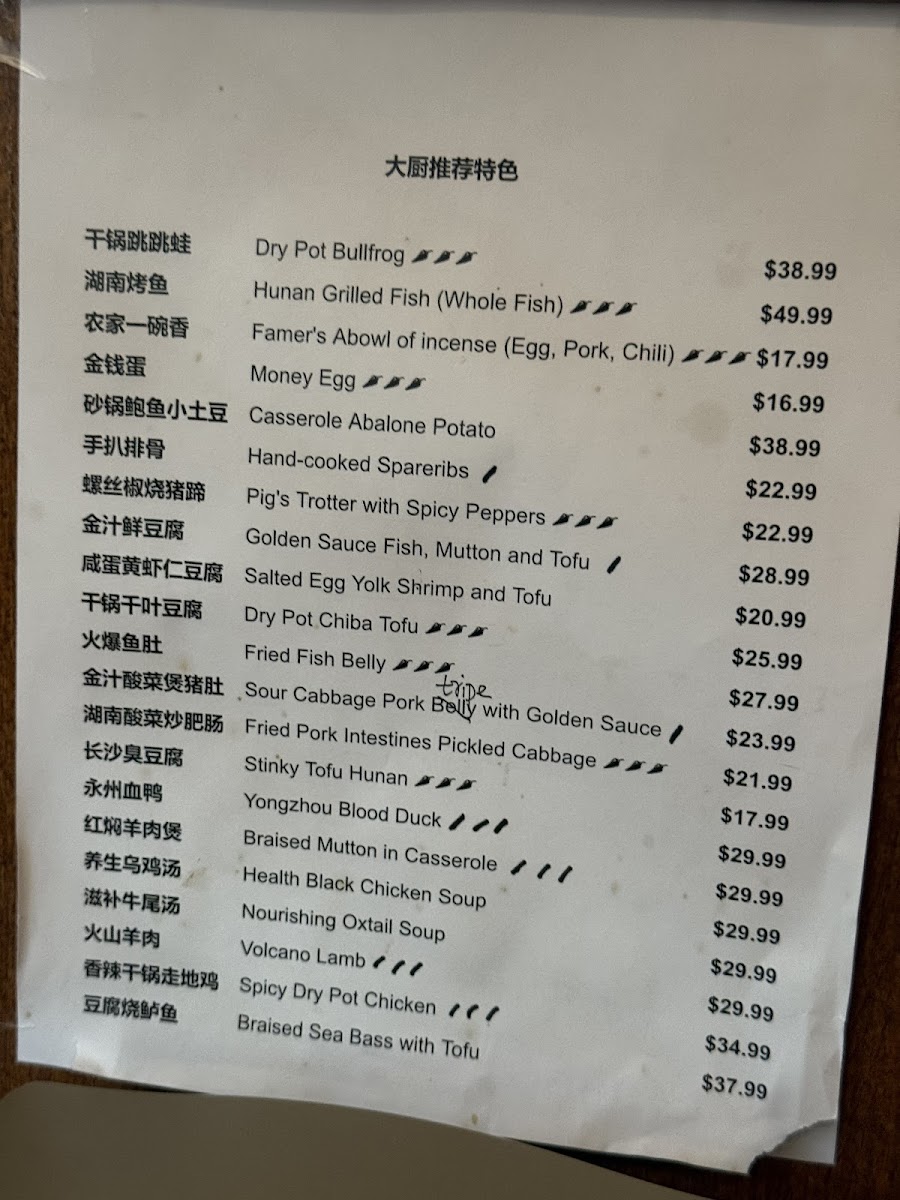 大厨推荐特色
干锅跳跳蛙 Dry Pot Bullfrog $38.99
湖南烤鱼 Hunan Grilled Fish (Whole Fish) $49.99
农家一碗香 Famer's Abowl of incense (Egg, Pork, Chili) $17.99
金钱蛋 Money Egg $16.99
砂锅鲍鱼小土豆 Casserole Abalone Potato $38.99
手扒排骨 Hand-cooked Spareribs $22.99
螺丝椒烧猪蹄 Pig's Trotter with Spicy Peppers $22.99
金汁鲜豆腐 Golden Sauce Fish, Mutton and Tofu $28.99
咸蛋黄虾仁豆腐 Salted Egg Yolk Shrimp and Tofu $20.99
干锅千叶豆腐 Dry Pot Chiba Tofu $25.99
火爆鱼肚 Fried Fish Belly $27.99
tripe
金汁酸菜煲猪肚 Sour Cabbage Pork Belly with Golden Sauce $23.99
湖南酸菜炒肥肠 Fried Pork Intestines Pickled Cabbage $21.99
长沙臭豆腐 Stinky Tofu Hunan $17.99
永州血鸭 Yongzhou Blood Duck $29.99
红焖羊肉煲 Braised Mutton in Casserole $29.99
养生乌鸡汤 Health Black Chicken Soup $29.99
滋补牛尾汤 Nourishing Oxtail Soup $29.99
火山羊肉 Volcano Lamb $29.99
香辣干锅走地鸡 Spicy Dry Pot Chicken $34.99
豆腐烧鲈鱼 Braised Sea Bass with Tofu $37.99